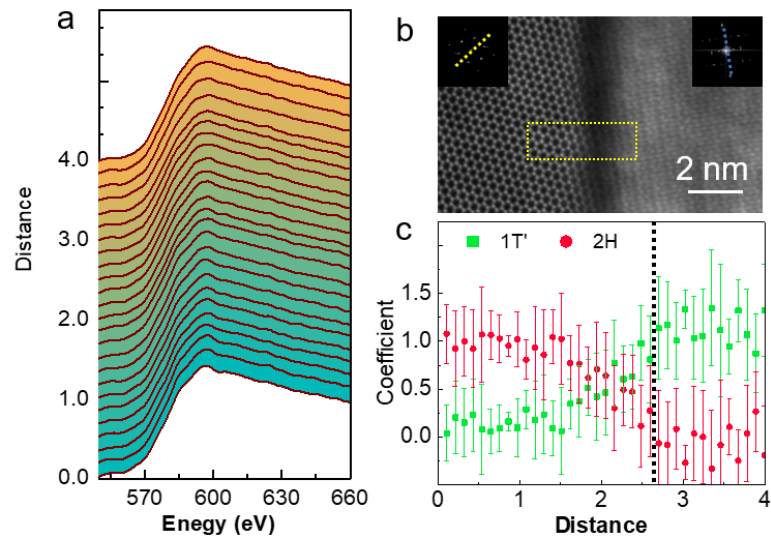 a
Distance
4.0
3.0
2.0
1.0
0.0
570 600 630 660
Enegy (eV)
b
2 nm
c
1T' 2H
Coefficient
1.5
1.0
0.5
0.0
0 1 2 3 4
Distance